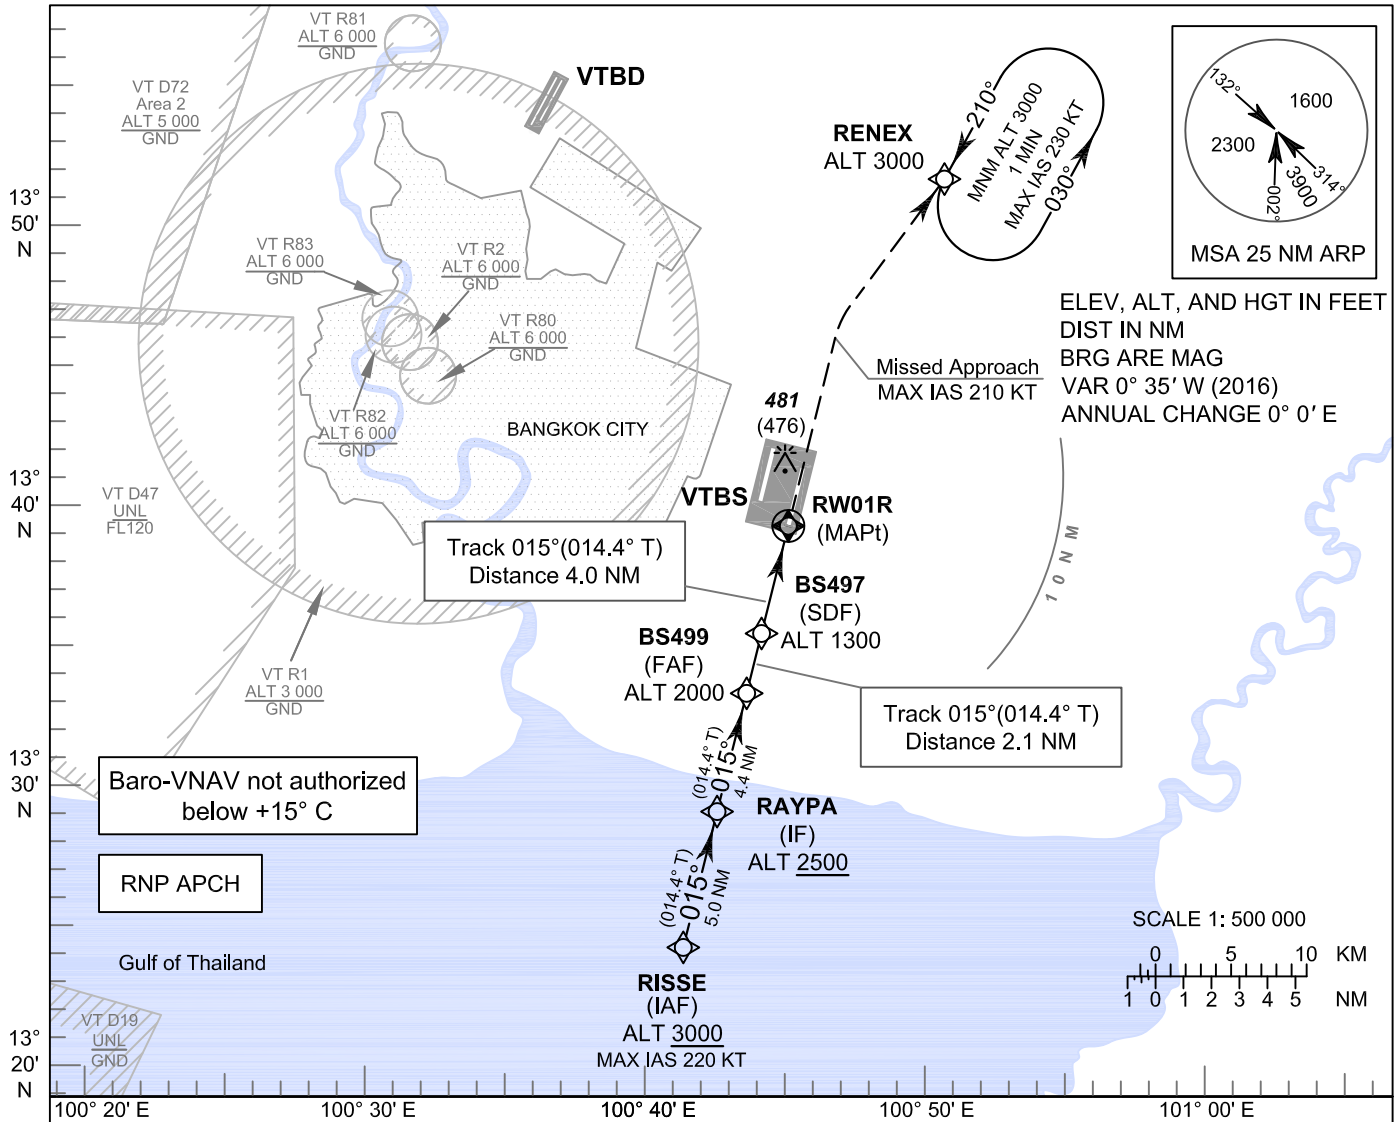 VT R81
ALT 6 000
GND
VTBD
VT D72
Area 2
ALT 5 000
GND
210°
MNM ALT 3000
1 MIN
MAX IAS 230 KT
030°
RENEX
ALT 3000
132°
1600
2300
3900
314°
002°
MSA 25 NM ARP
13°
50'
N
VT R83
ALT 6 000
GND
VT R2
ALT 6 000
GND
VT R80
ALT 6 000
GND
VT R82
ALT 6 000
GND
BANGKOK CITY
ELEV, ALT, AND HGT IN FEET
DIST IN NM
BRG ARE MAG
VAR 0° 35' W (2016)
ANNUAL CHANGE 0° 0' E
Missed Approach
MAX IAS 210 KT
481
(476)
13°
40'
N
VT D47
UNL
FL120
VTBS
RW01R
(MAPt)
Track 015°(014.4° T)
Distance 4.0 NM
10NM
BS497
(SDF)
ALT 1300
BS499
(FAF)
ALT 2000
VT R1
ALT 3 000
GND
Track 015°(014.4° T)
Distance 2.1 NM
13°
30'
N
Baro-VNAV not authorized
below +15° C
(014.4° T)
015°
4.4 NM
RAYPA
(IF)
ALT 2500
RNP APCH
(014.4° T)
015°
5.0 NM
Gulf of Thailand
RISSE
(IAF)
ALT 3000
MAX IAS 220 KT
SCALE 1: 500 000
0 5 10 KM
1 0 1 2 3 4 5 NM
VT D19
UNL
GND
13°
20'
N
100° 20' E 100° 30' E 100° 40' E 100° 50' E 101° 00' E